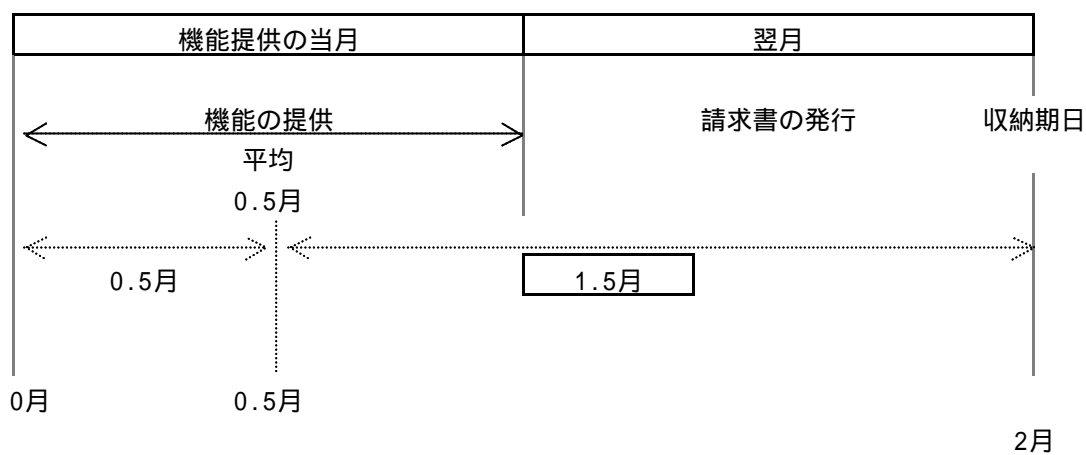 機能提供の当月 翌月
機能の提供 請求書の発行 収納期日
平均
0.5月
0.5月 1.5月
0月 0.5月
2月